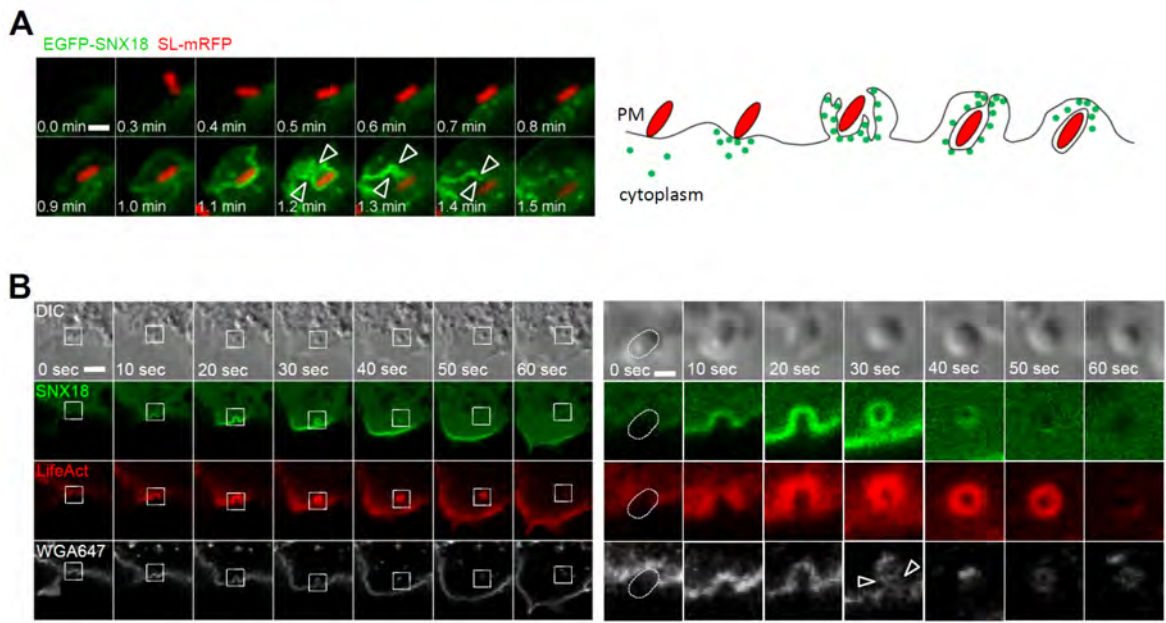 A
EGFP-SNX18 SL-mRFP
0.0 min 0.3 min 0.4 min 0.5 min 0.6 min 0.7 min 0.8 min
0.9 min 1.0 min 1.1 min 1.2 min 1.3 min 1.4 min 1.5 min
PM
cytoplasm
B
DIC
0 sec 10 sec 20 sec 30 sec 40 sec 50 sec 60 sec 0 sec 10 sec 20 sec 30 sec 40 sec 50 sec 60 sec
SNX18
LifeAct
WGA647